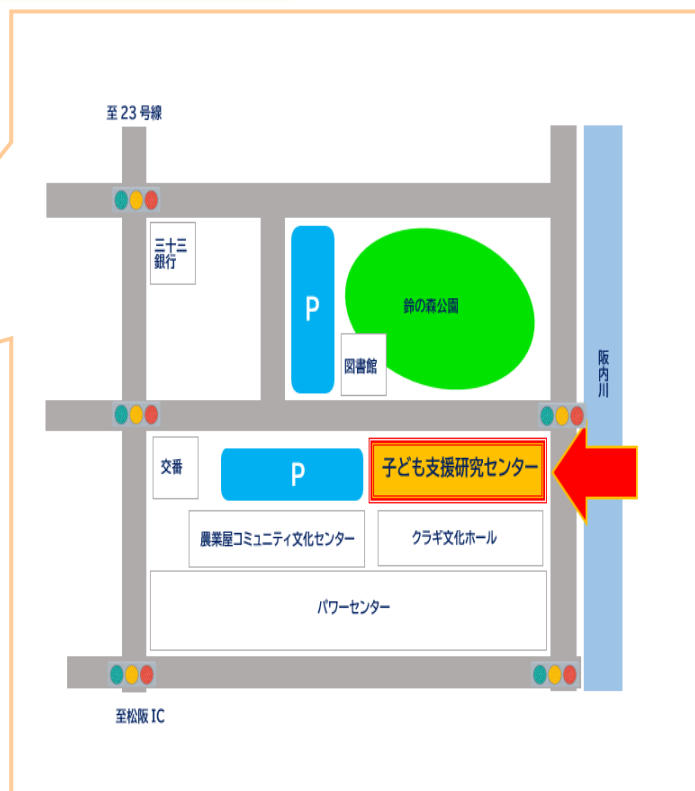 至 23 号線
三十三
銀行
P
鈴の森公園
図書館
阪内川
交番
P
子ども支援研究センター
農業屋コミュニティ文化センター
クラギ文化ホール
パワーセンター
至松阪 IC